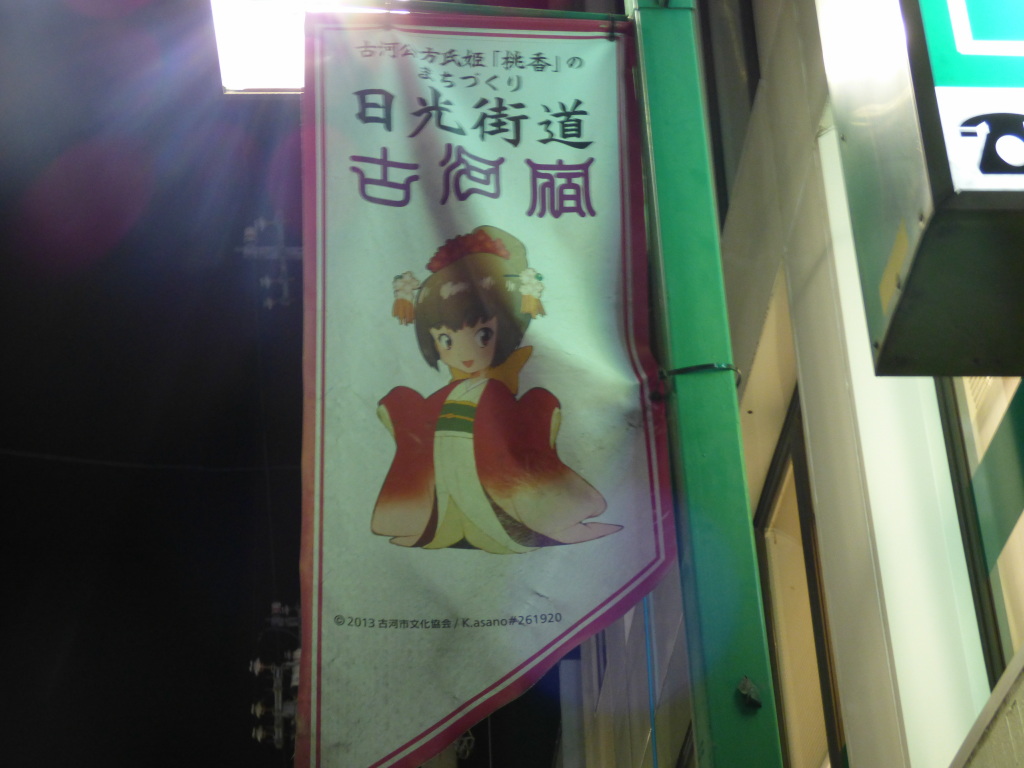 古河公方氏姫「桃香」の
まちづくり
日光街道
古河宿
©2013 古河市文化協会 / K.asano#261920